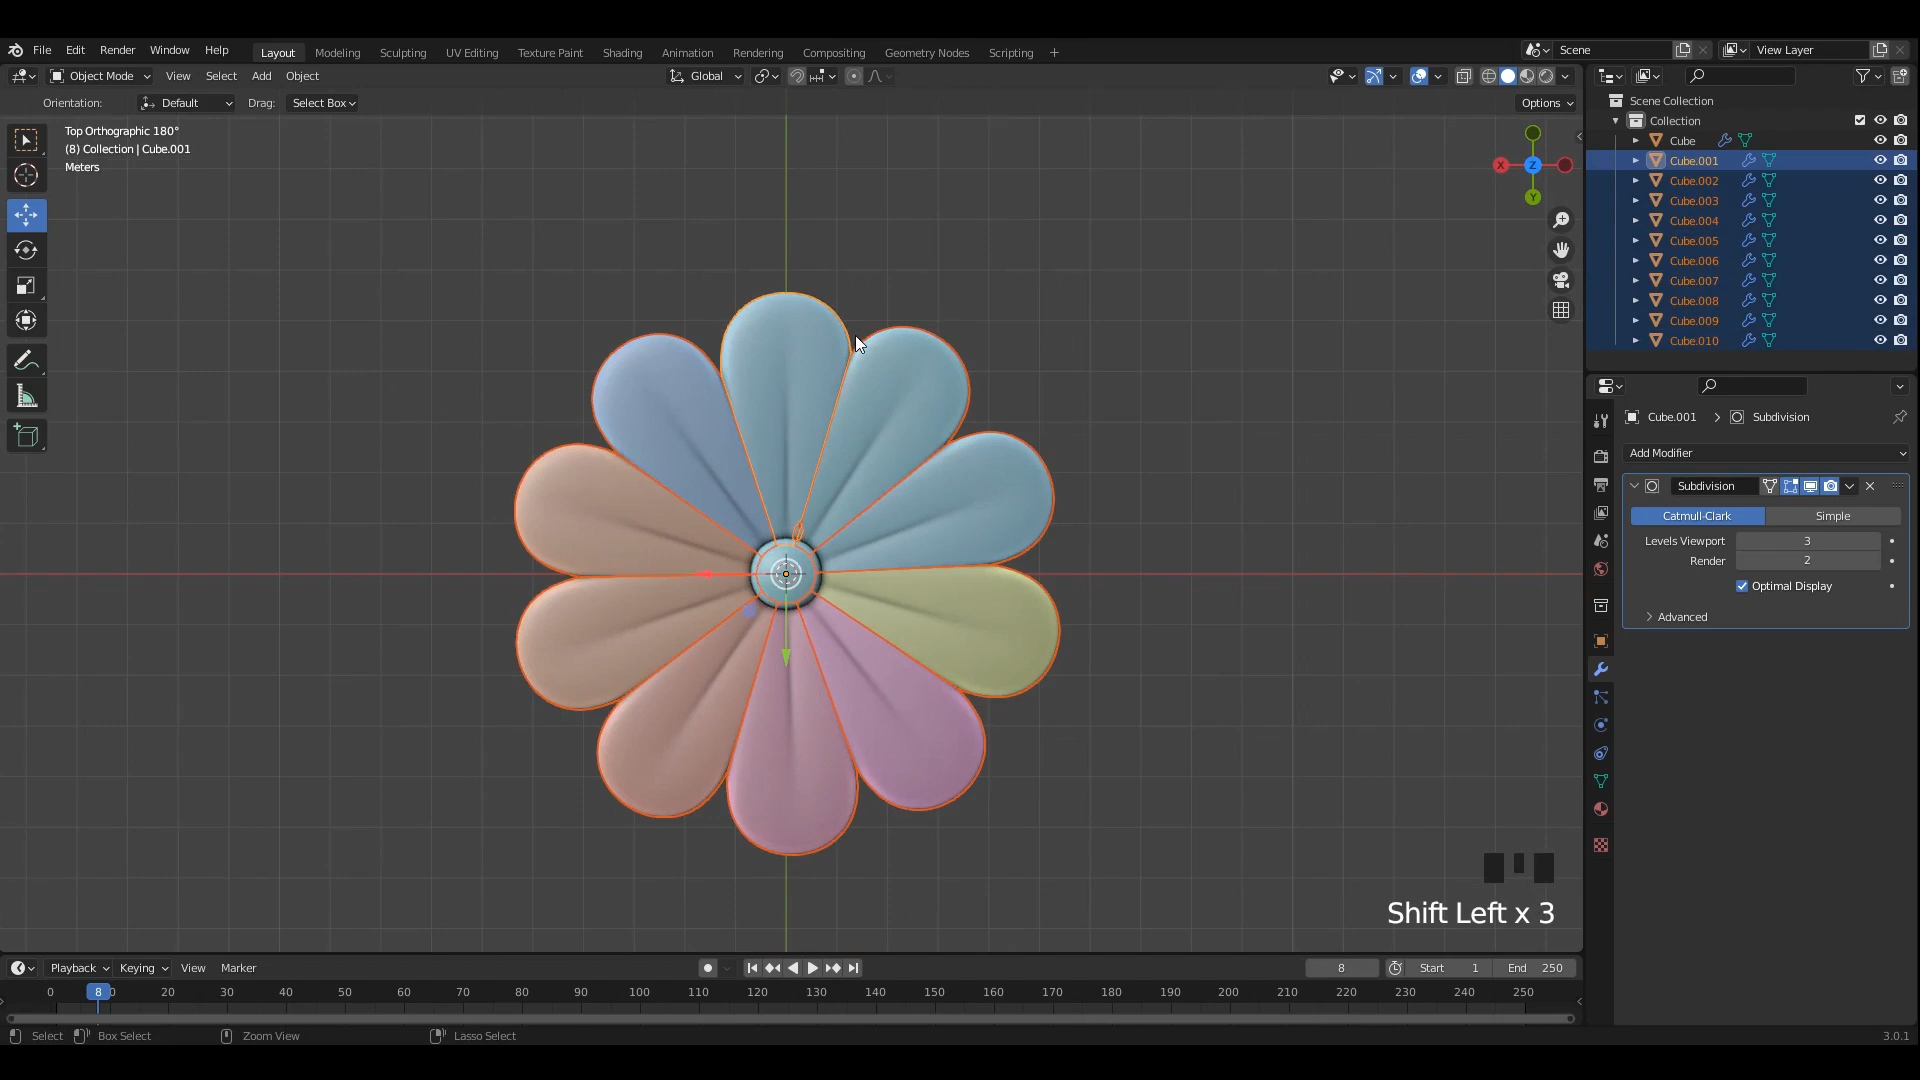 File Edit Render Window Help Layout Modeling Sculpting UV Editing Texture Paint Shading Animation Rendering Compositing Geometry Nodes Scripting + Scene View Layer
Object Mode View Select Add Object Global
Orientation: Default Drag: Select Box Options
Top Orthographic 180°
(8) Collection | Cube.001
Meters
X Z Y
Scene Collection
Collection
Cube
Cube.001
Cube.002
Cube.003
Cube.004
Cube.005
Cube.006
Cube.007
Cube.008
Cube.009
Cube.010
Cube.001 > Subdivision
Add Modifier
Subdivision
Catmull-Clark Simple
Levels Viewport 3
Render 2
Optimal Display
Advanced
Shift Left x 3
Playback Keying View Marker 8 Start 1 End 250
0 8 0 20 30 40 50 60 70 80 90 100 110 120 130 140 150 160 170 180 190 200 210 220 230 240 250
Select Box Select Zoom View Lasso Select 3.0.1